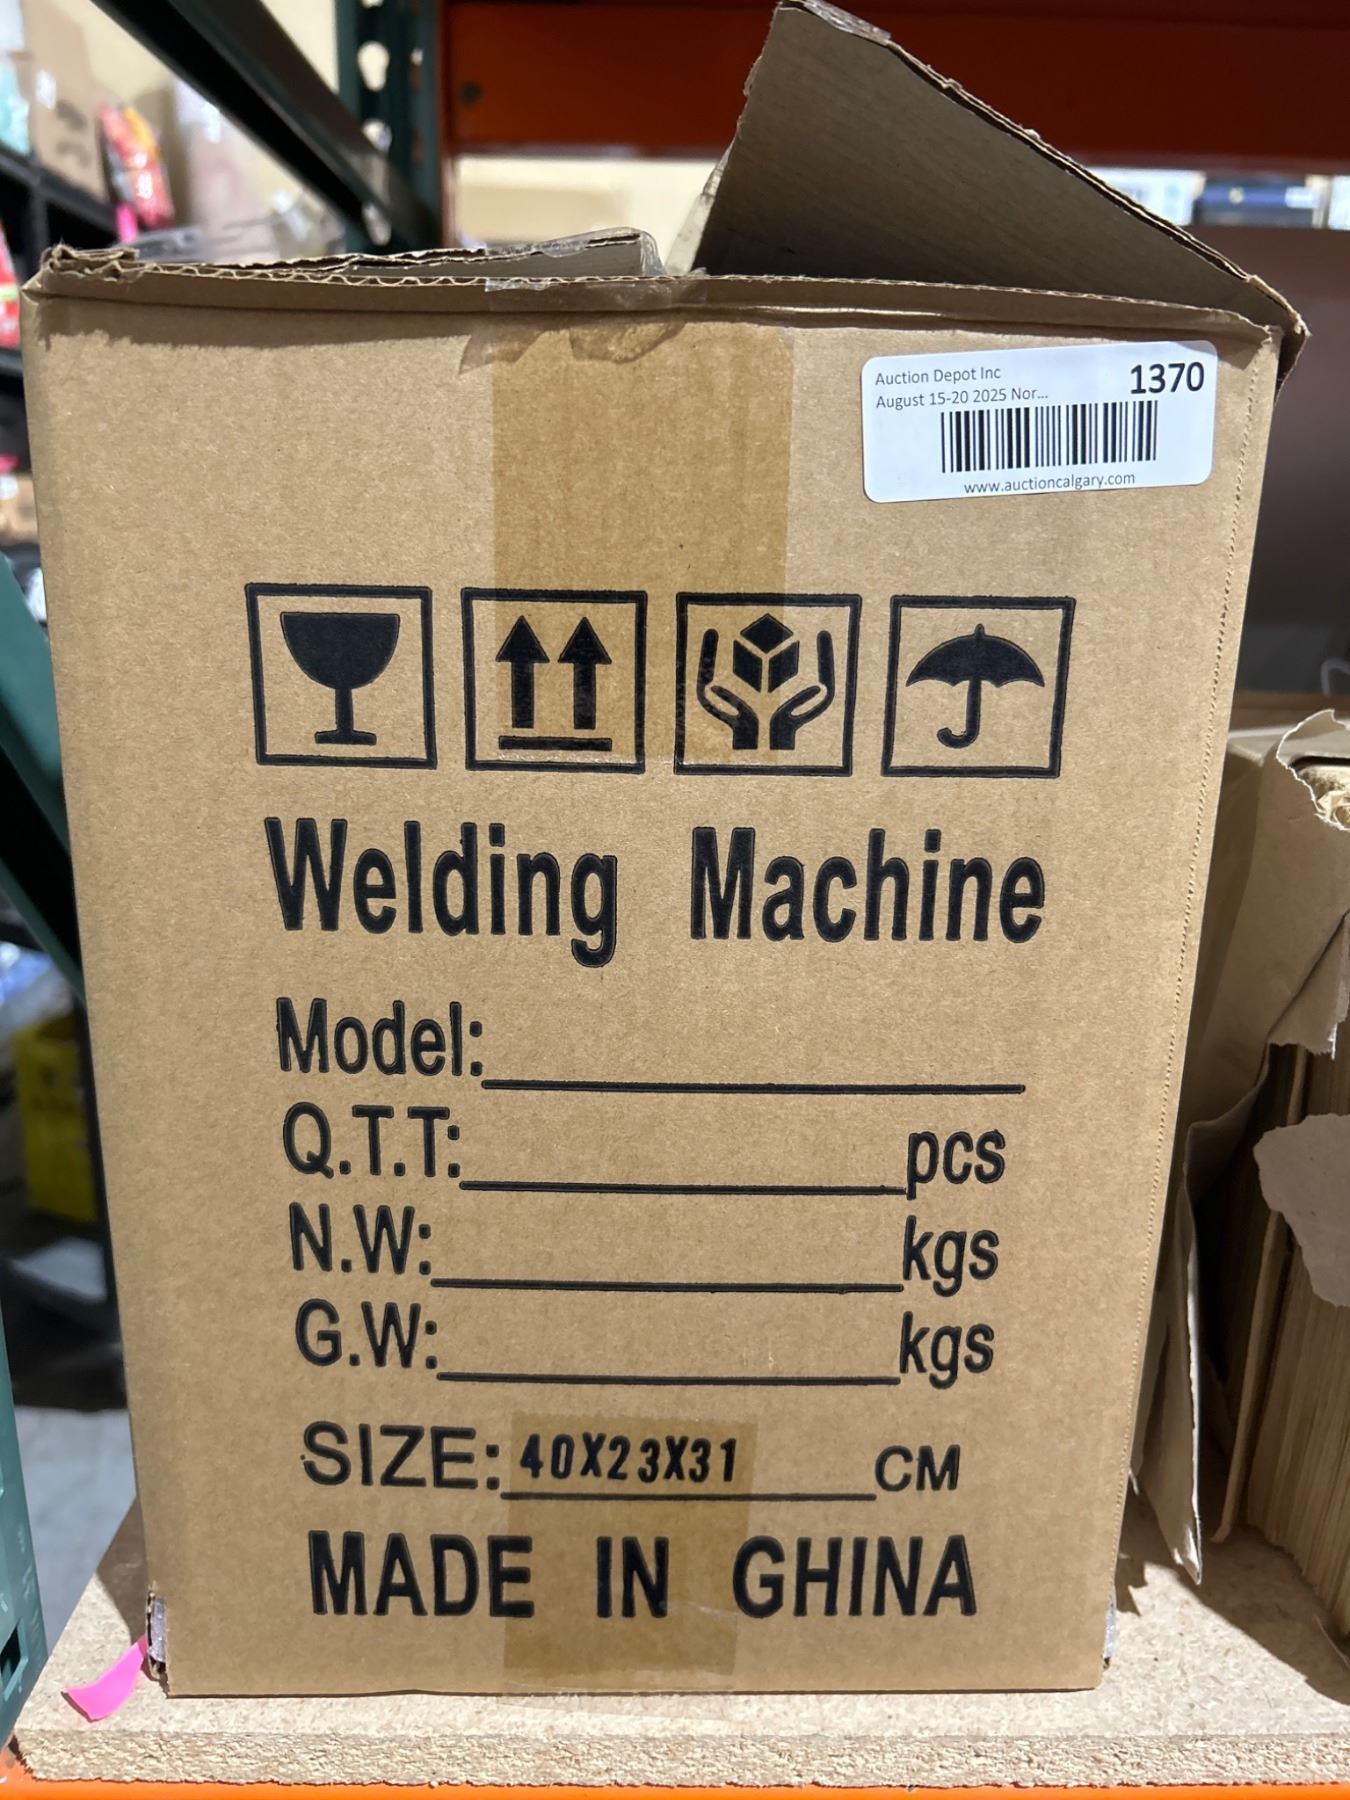 Auction Depot Inc
1370
August 15-20 2025 Nor...
www.auctioncalgary.com
Welding Machine
Model:
Q.T.T: pcs
N.W: kgs
G.W: kgs
SIZE: 40X23X31 CM
MADE IN GHINA